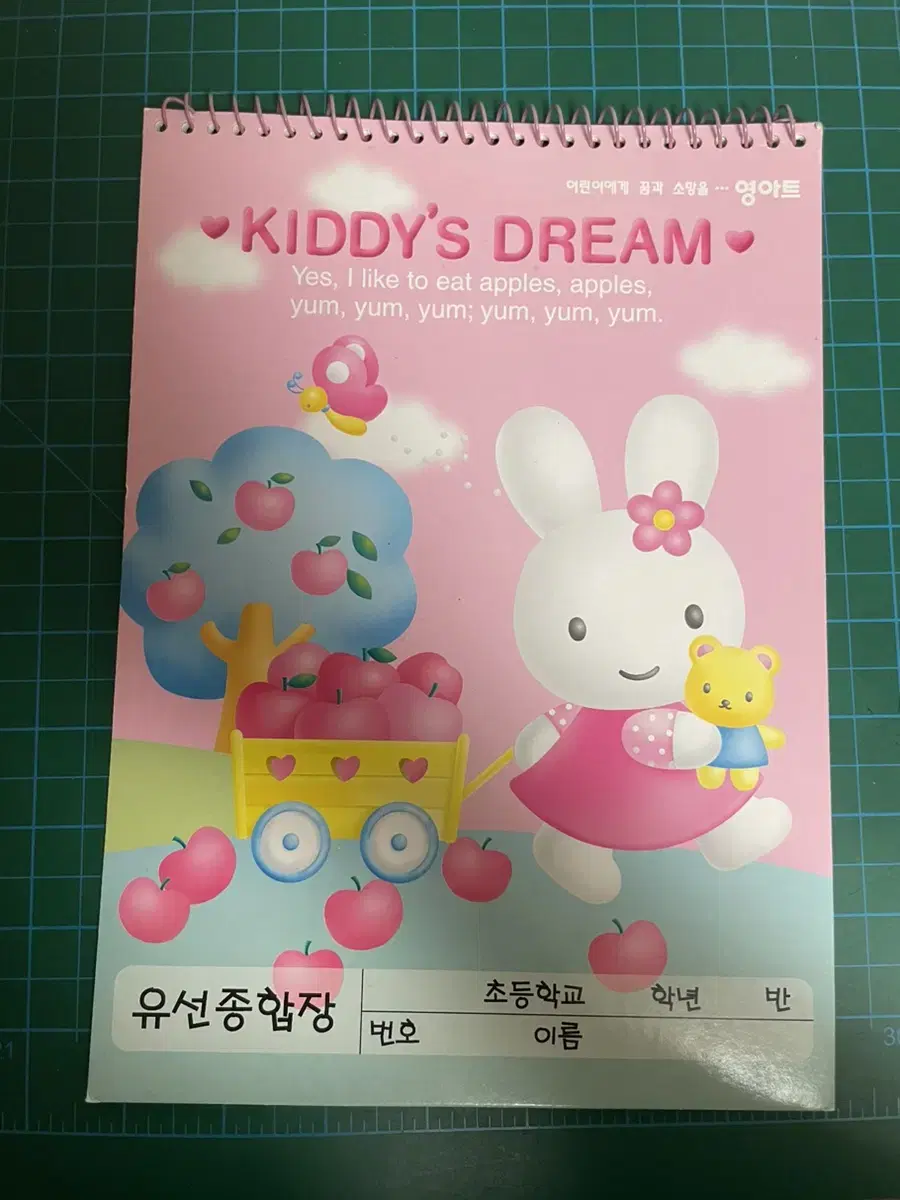 어린이에게 꿈과 소망을 … 영아트
KIDDY'S DREAM
Yes, I like to eat apples, apples,
yum, yum, yum; yum, yum, yum.
유선종합장
초등학교 학년 반
번호 이름